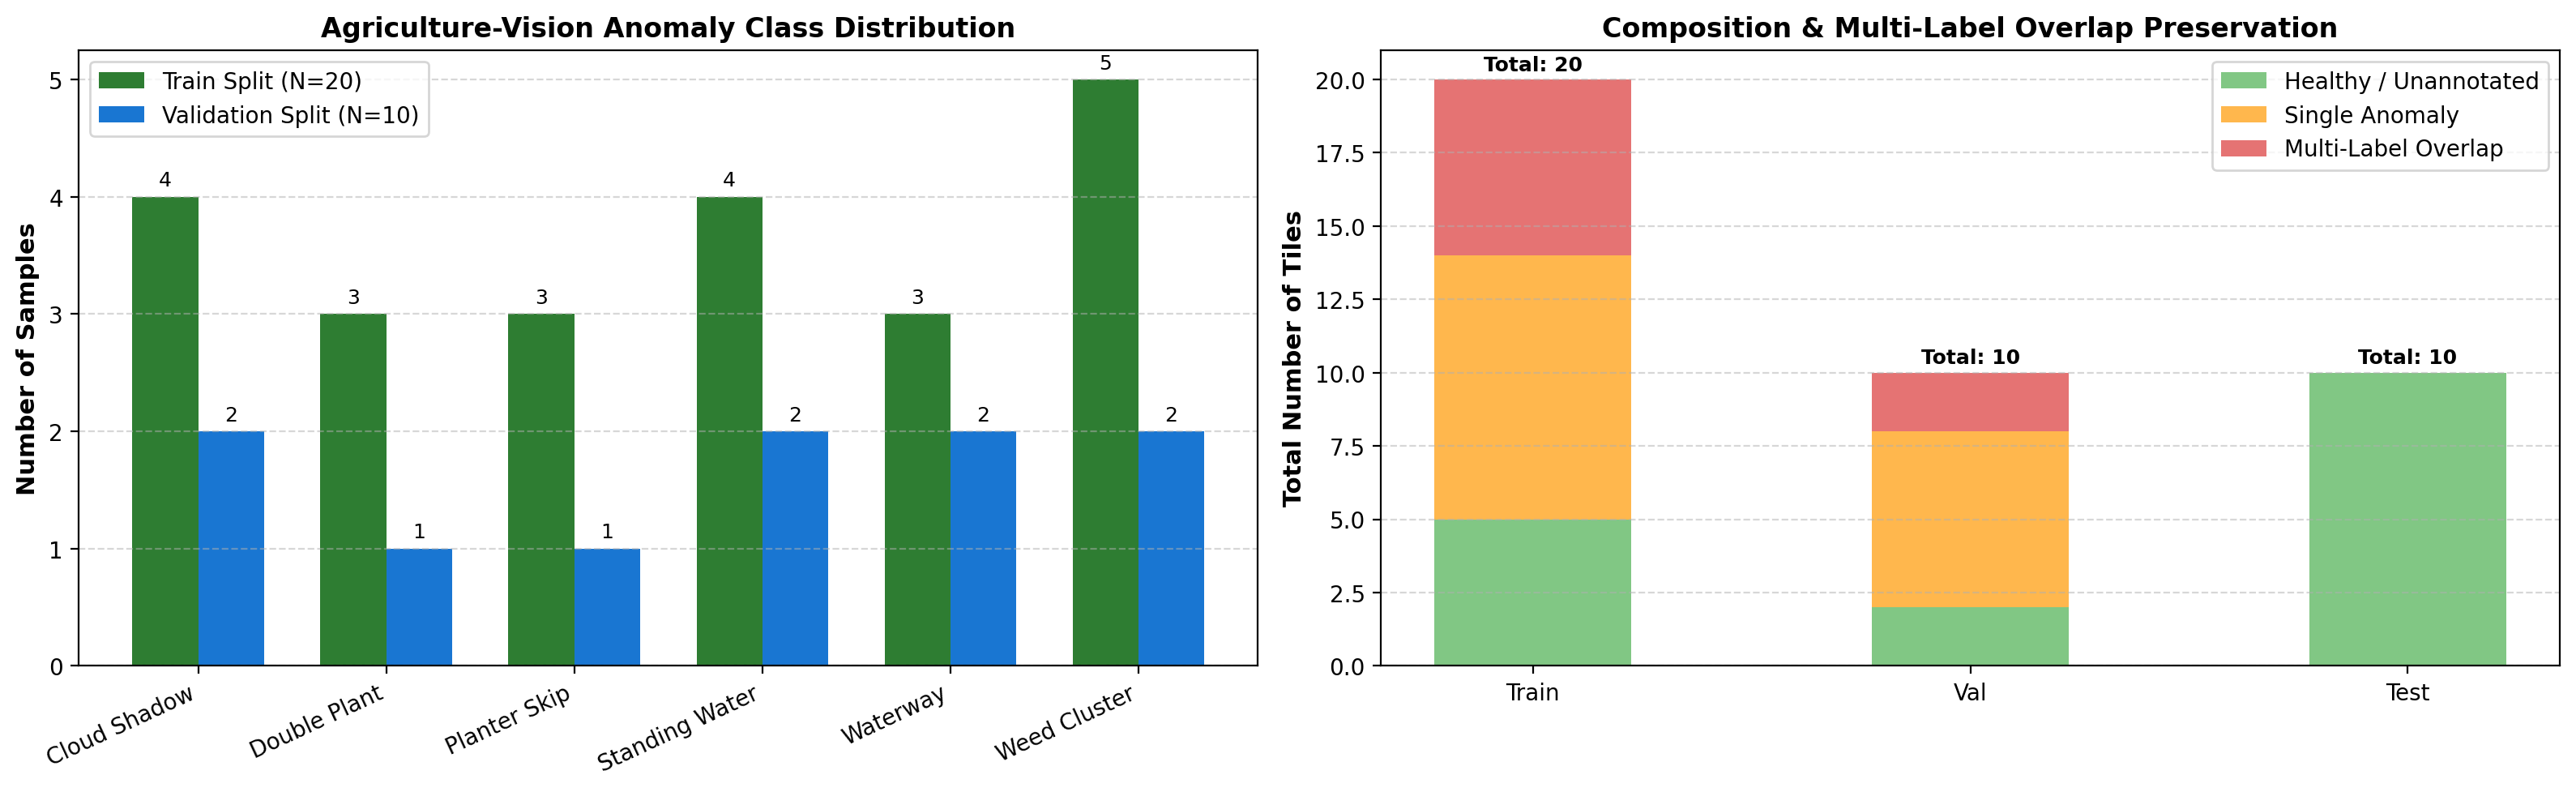 Agriculture-Vision Anomaly Class Distribution
Number of Samples
5
4
3
2
1
0
Train Split (N=20)
Validation Split (N=10)
4
2
3
1
3
1
4
2
3
2
5
2
Cloud Shadow
Double Plant
Planter Skip
Standing Water
Waterway
Weed Cluster
Composition & Multi-Label Overlap Preservation
Total Number of Tiles
20.0
17.5
15.0
12.5
10.0
7.5
5.0
2.5
0.0
Healthy / Unannotated
Single Anomaly
Multi-Label Overlap
Total: 20
Total: 10
Total: 10
Train
Val
Test